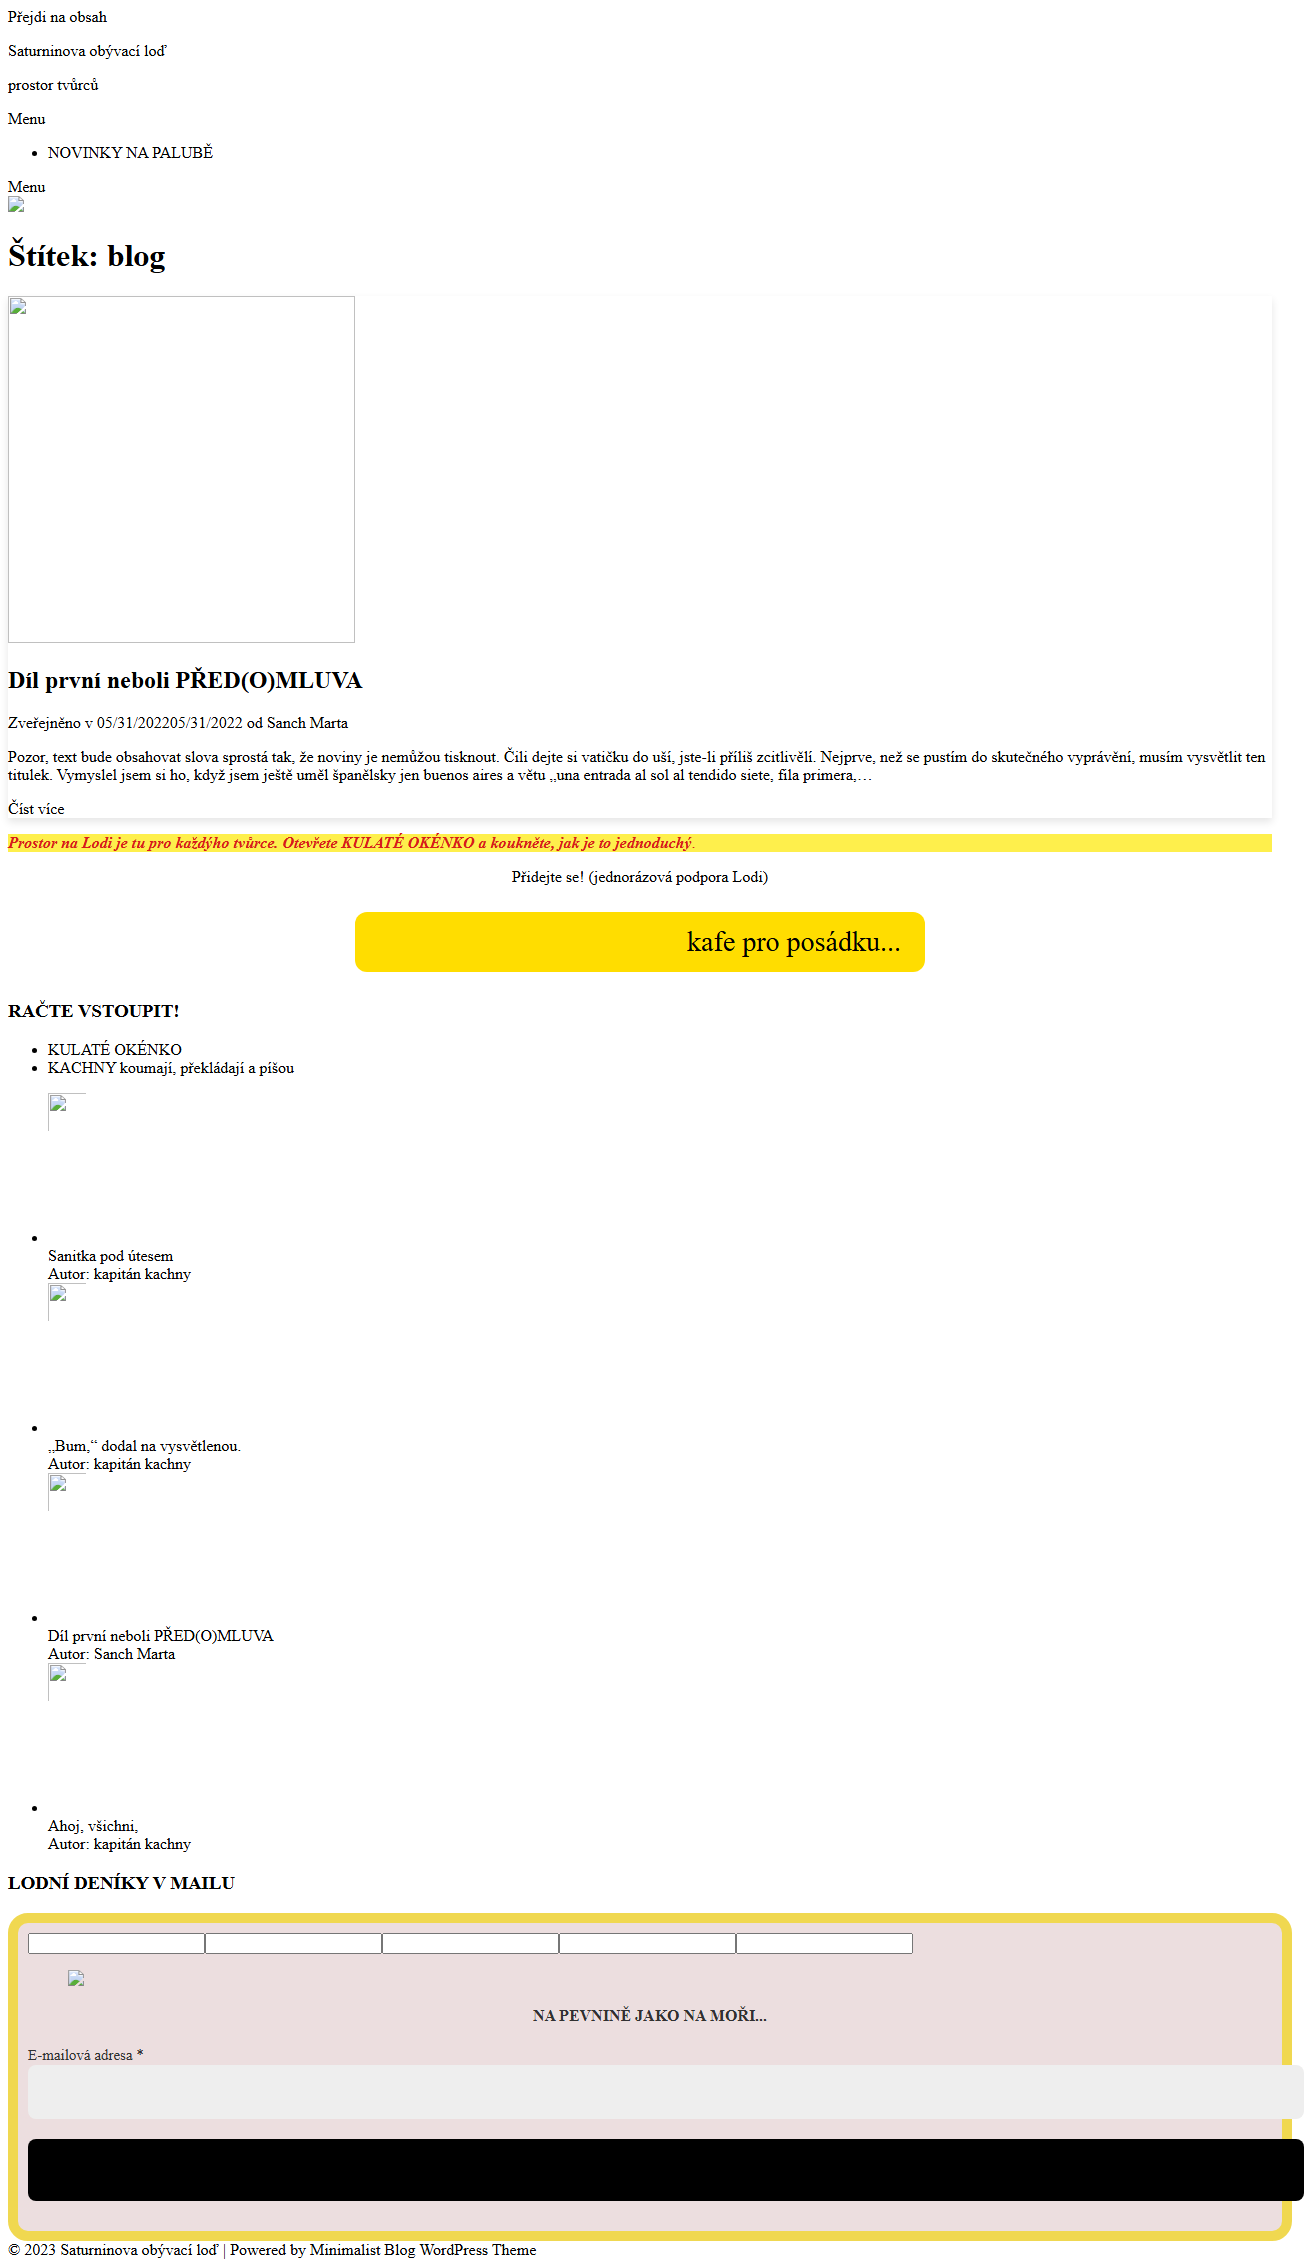 Přejdi na obsah
Saturninova obývací loď
prostor tvůrců
Menu
NOVINKY NA PALUBĚ
Menu
Štítek: blog
Díl první neboli PŘED(O)MLUVA
Zveřejněno v 05/31/202205/31/2022 od Sanch Marta
Pozor, text bude obsahovat slova sprostá tak, že noviny je nemůžou tisknout. Čili dejte si vatičku do uší, jste-li příliš zcitlivělí. Nejprve, než se pustím do skutečného vyprávění, musím vysvětlit ten
titulek. Vymyslel jsem si ho, když jsem ještě uměl španělsky jen buenos aires a větu „una entrada al sol al tendido siete, fila primera,…
Číst více
Prostor na Lodi je tu pro každýho tvůrce. Otevřete KULATÉ OKÉNKO a koukněte, jak je to jednoduchý.
Přidejte se! (jednorázová podpora Lodi)
kafe pro posádku...
RAČTE VSTOUPIT!
KULATÉ OKÉNKO
KACHNY koumají, překládají a píšou
Sanitka pod útesem
Autor: kapitán kachny
„Bum,“ dodal na vysvětlenou.
Autor: kapitán kachny
Díl první neboli PŘED(O)MLUVA
Autor: Sanch Marta
Ahoj, všichni,
Autor: kapitán kachny
LODNÍ DENÍKY V MAILU
NA PEVNINĚ JAKO NA MOŘI...
E-mailová adresa *
© 2023 Saturninova obývací loď | Powered by Minimalist Blog WordPress Theme